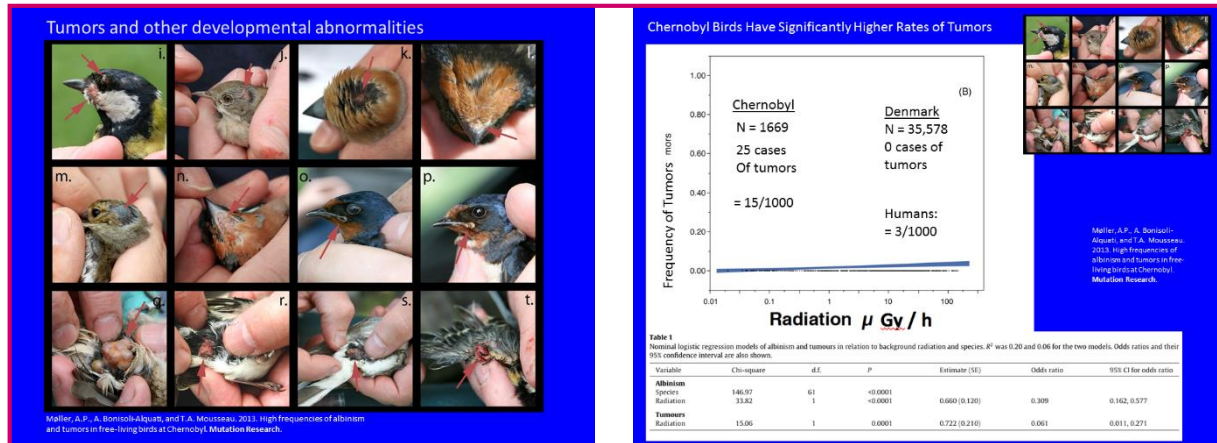 Tumors and other developmental abnormalities
i.
j.
k.
l.
m.
n.
o.
p.
q.
r.
s.
t.
Møller, A.P., A. Bonisoli-Alquati, and T.A. Mousseau. 2013. High frequencies of albinism
and tumors in free-living birds at Chernobyl. Mutation Research.
Chernobyl Birds Have Significantly Higher Rates of Tumors
(B)
Chernobyl
N = 1669
25 cases
Of tumors
= 15/1000
Denmark
N = 35,578
0 cases of
tumors
Humans:
= 3/1000
Frequency of Tumors mors
1.00
0.80
0.60
0.40
0.20
0.00
0.01
0.1
1
10
100
Radiation μ Gy / h
Møller, A.P., A. Bonisoli-
Alquati, and T.A. Mousseau.
2013. High frequencies of
albinism and tumors in free-
living birds at Chernobyl.
Mutation Research.
Table 1
Nominal logistic regression models of albinism and tumours in relation to background radiation and species. R² was 0.20 and 0.06 for the two models. Odds ratios and their
95% confidence interval are also shown.
Variable Chi-square d.f. P Estimate (SE) Odds ratio 95% CI for odds ratio
Albinism
Species 146.97 61 <0.0001
Radiation 33.82 1 <0.0001 0.660 (0.120) 0.309 0.162, 0.577
Tumours
Radiation 15.06 1 0.0001 0.722 (0.210) 0.061 0.011, 0.271